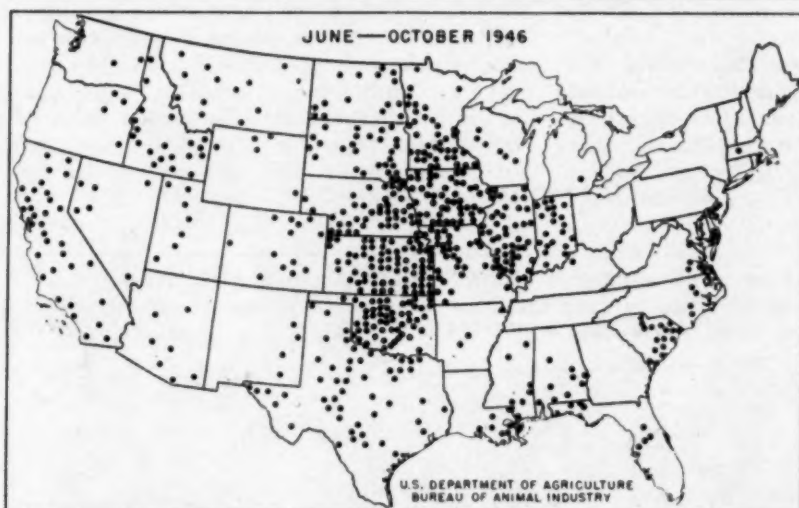 JUNE—OCTOBER 1946
U.S. DEPARTMENT OF AGRICULTURE
BUREAU OF ANIMAL INDUSTRY